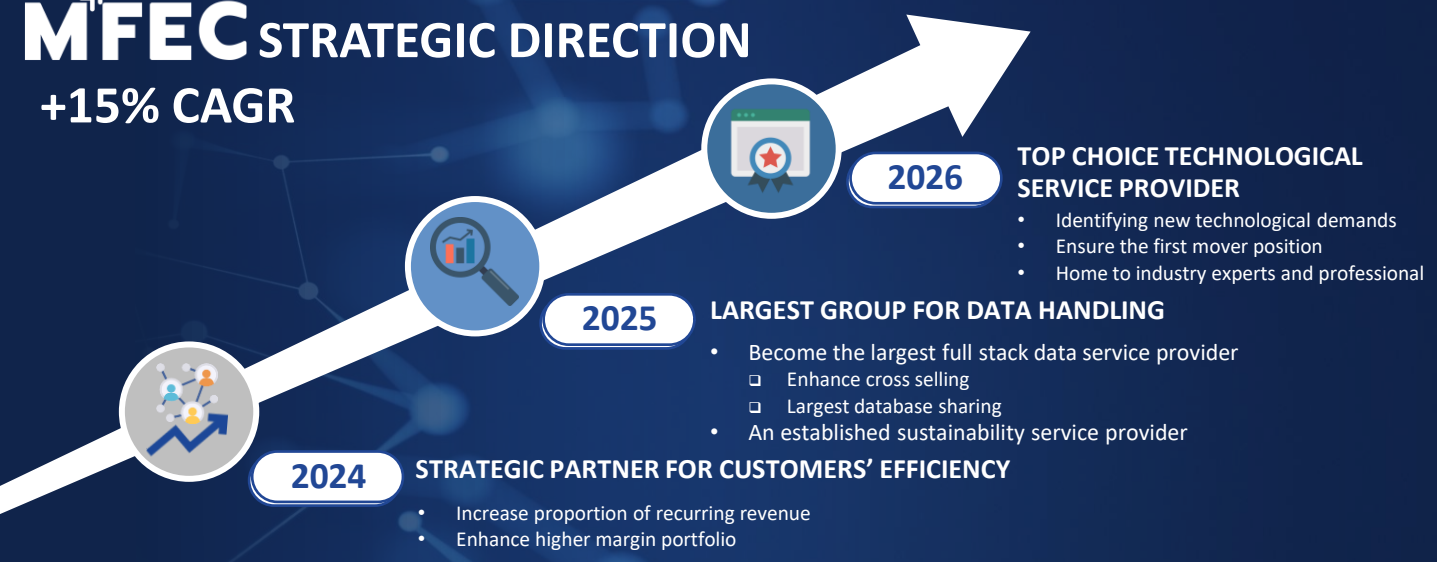 MFEC STRATEGIC DIRECTION
+15% CAGR
2026
TOP CHOICE TECHNOLOGICAL
SERVICE PROVIDER
• Identifying new technological demands
• Ensure the first mover position
• Home to industry experts and professional
2025
LARGEST GROUP FOR DATA HANDLING
• Become the largest full stack data service provider
❑ Enhance cross selling
❑ Largest database sharing
• An established sustainability service provider
2024
STRATEGIC PARTNER FOR CUSTOMERS’ EFFICIENCY
• Increase proportion of recurring revenue
• Enhance higher margin portfolio